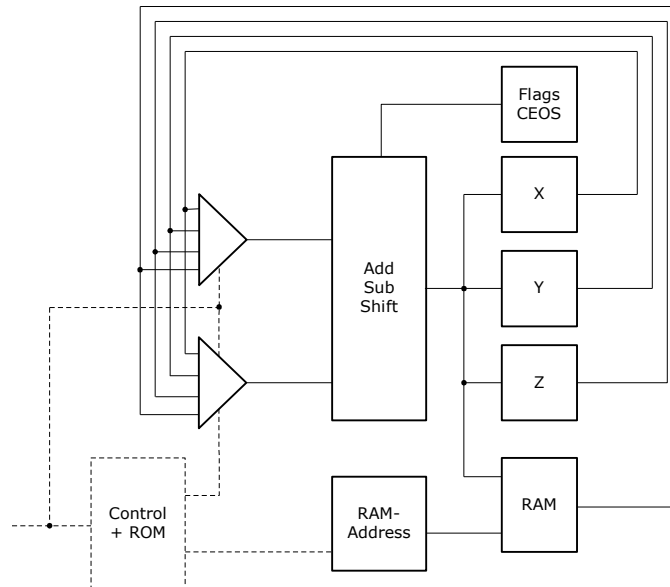 Flags
CEOS
X
Add
Sub
Shift
Y
Z
Control
+ ROM
RAM-
Address
RAM